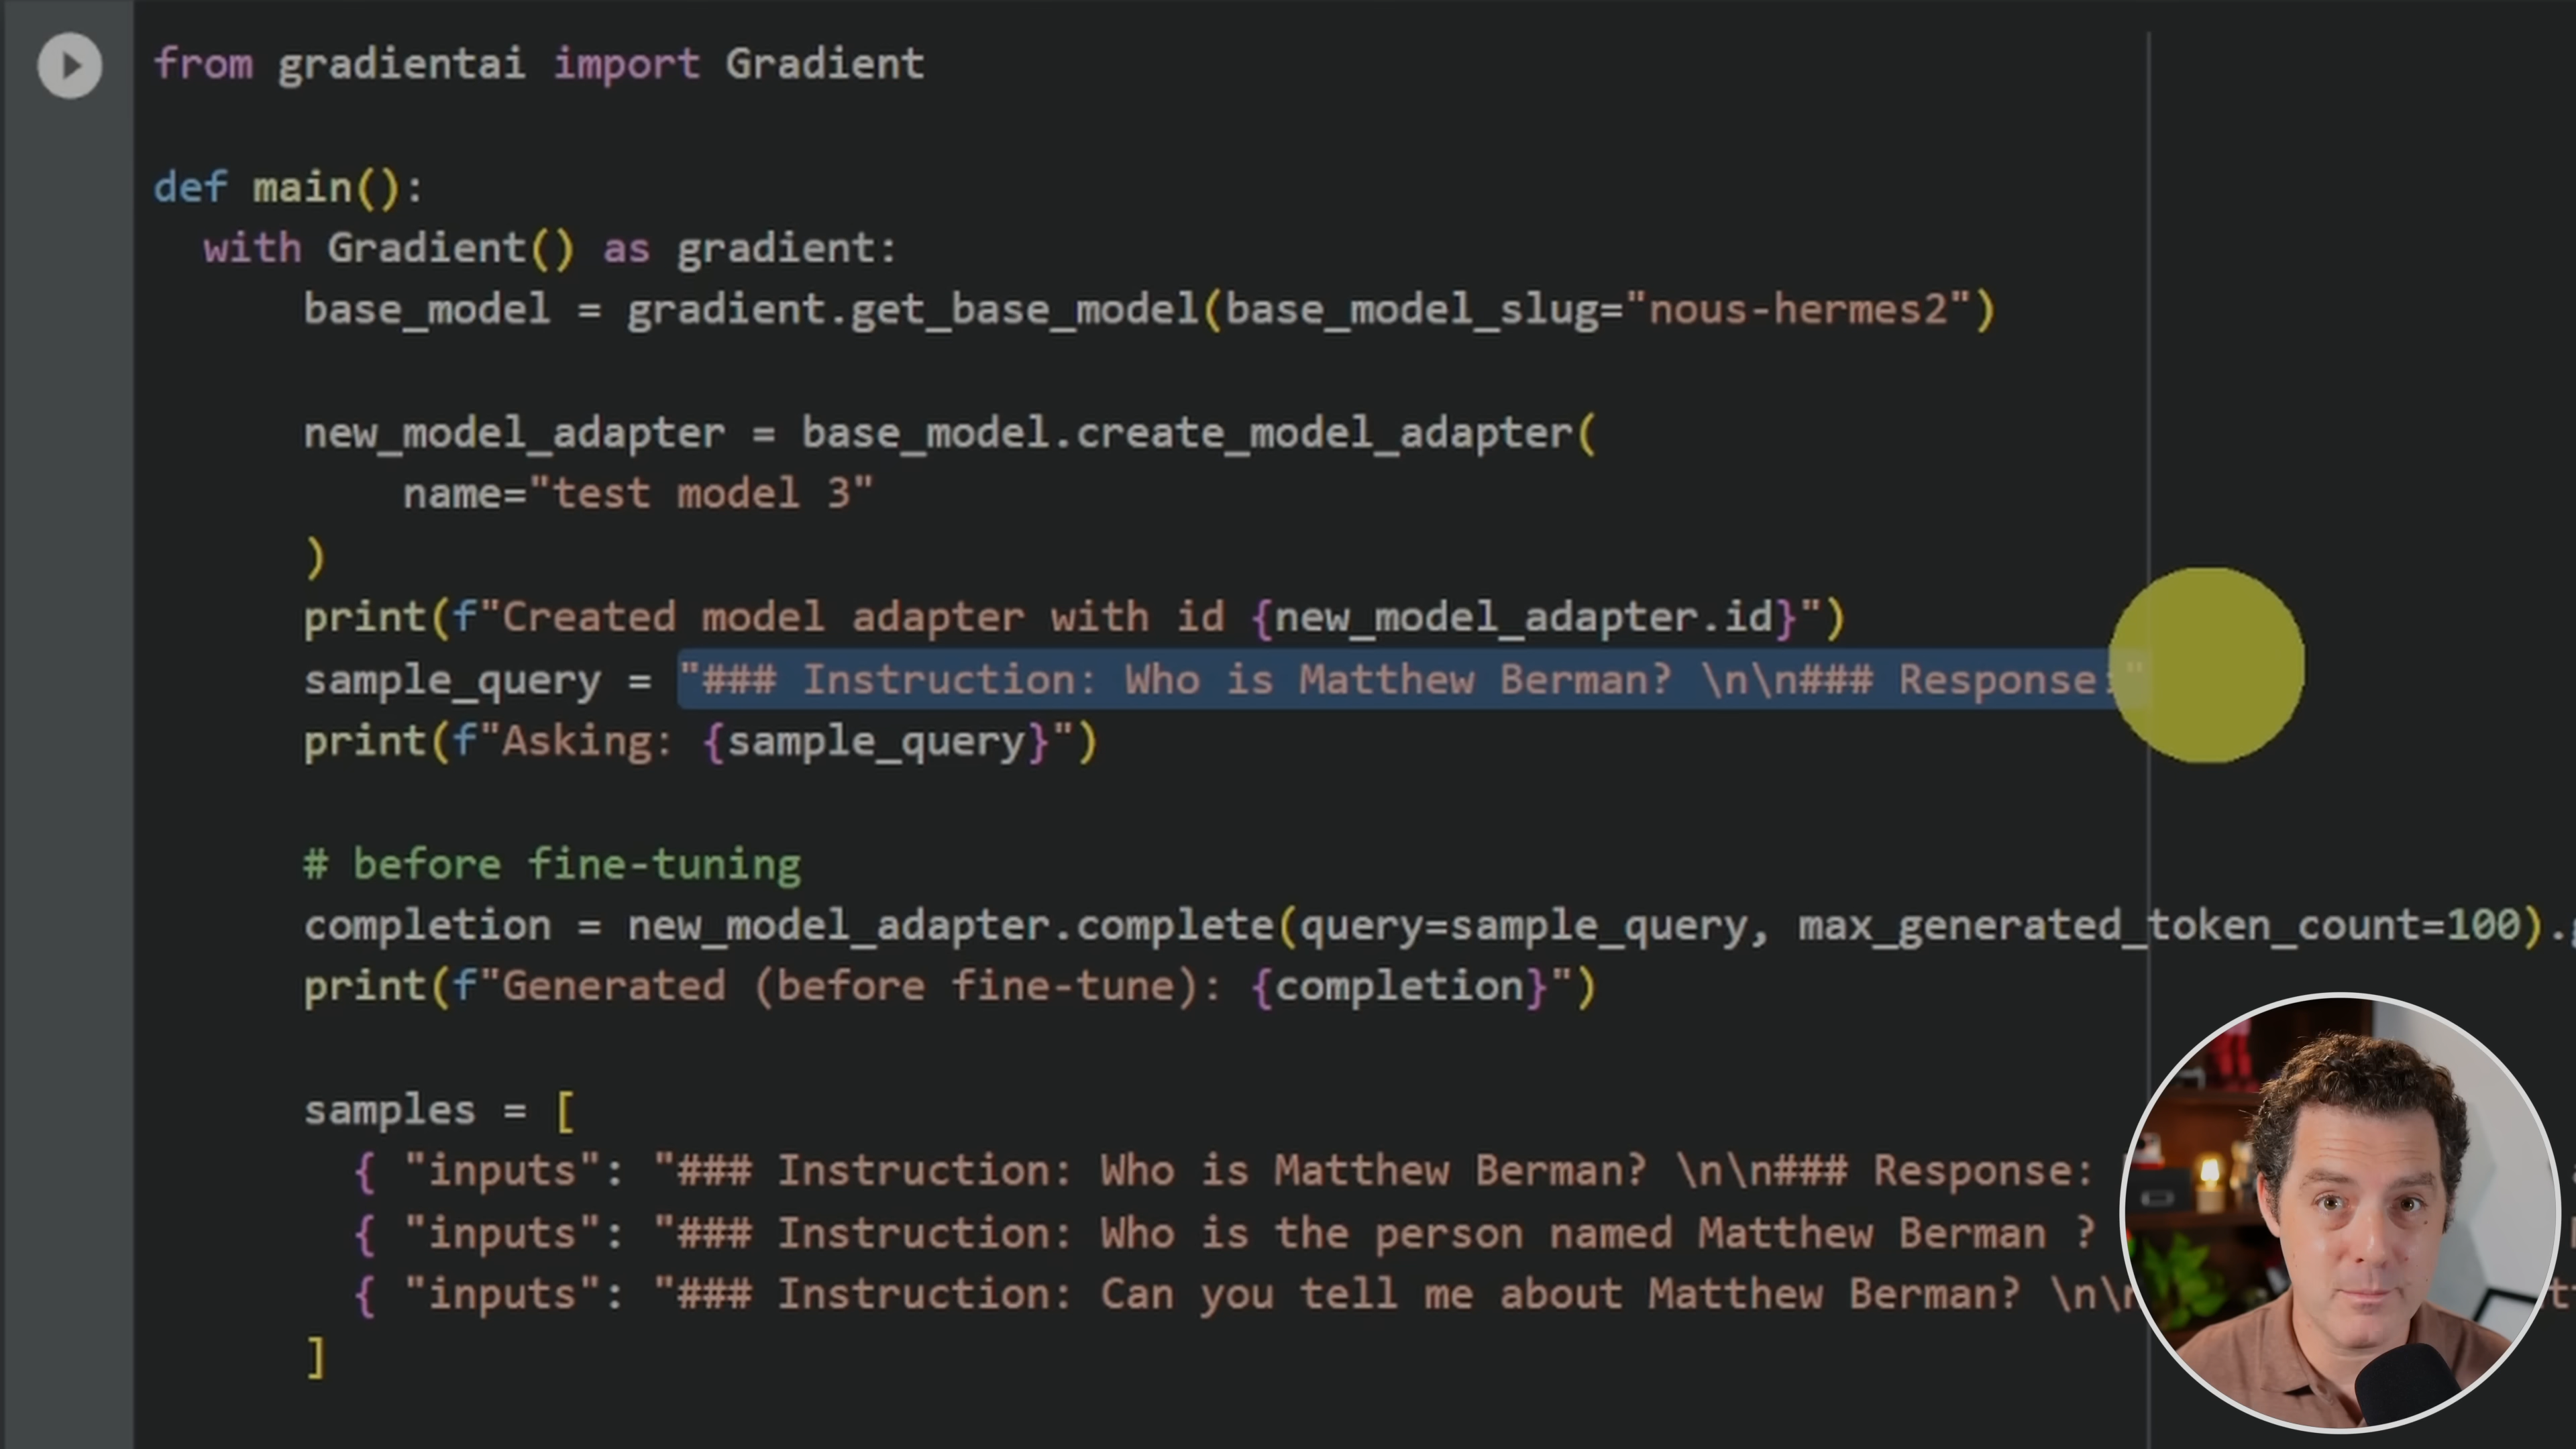 from gradientai import Gradient
def main():
with Gradient() as gradient:
base_model = gradient.get_base_model(base_model_slug="nous-hermes2")
new_model_adapter = base_model.create_model_adapter(
name="test model 3"
)
print(f"Created model adapter with id {new_model_adapter.id}")
sample_query = "### Instruction: Who is Matthew Berman? \n\n### Response:"
print(f"Asking: {sample_query}")
# before fine-tuning
completion = new_model_adapter.complete(query=sample_query, max_generated_token_count=100).
print(f"Generated (before fine-tune): {completion}")
samples = [
{ "inputs": "### Instruction: Who is Matthew Berman? \n\n### Response:
{ "inputs": "### Instruction: Who is the person named Matthew Berman ?
{ "inputs": "### Instruction: Can you tell me about Matthew Berman? \n\n
]